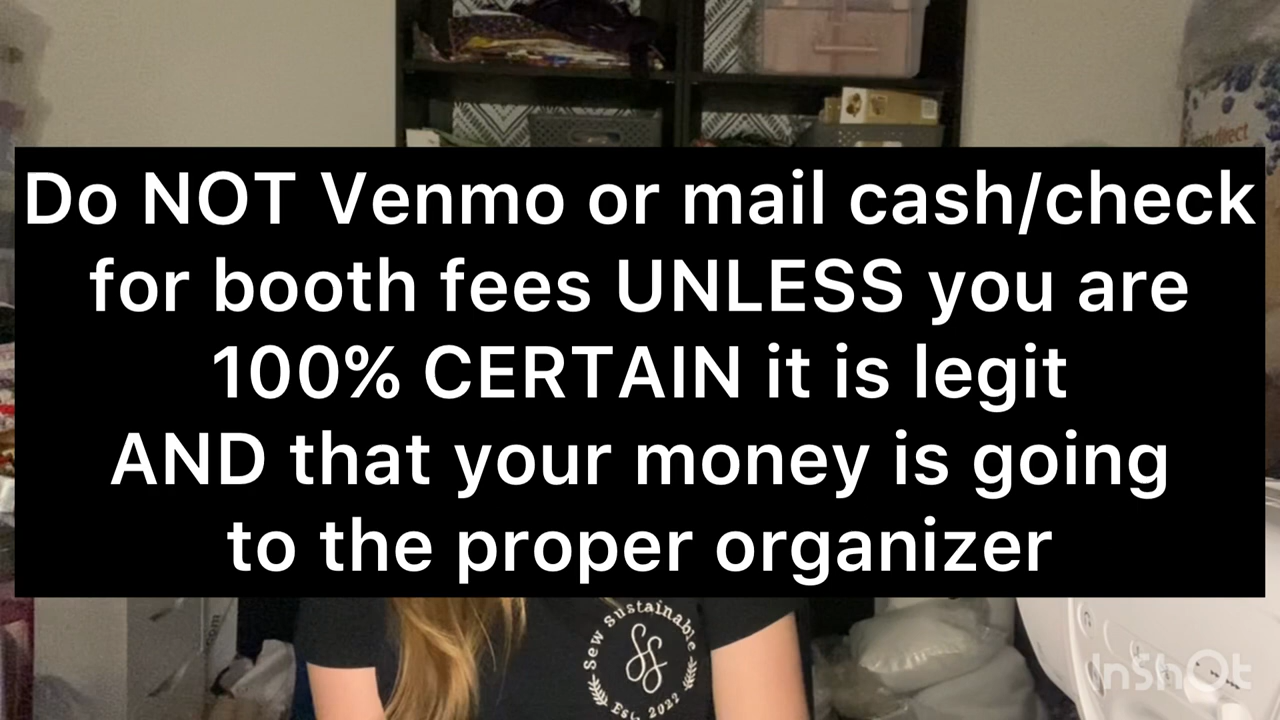 Do NOT Venmo or mail cash/check
for booth fees UNLESS you are
100% CERTAIN it is legit
AND that your money is going
to the proper organizer
Sew Sustainable
SS
Est. 2022
InShOt